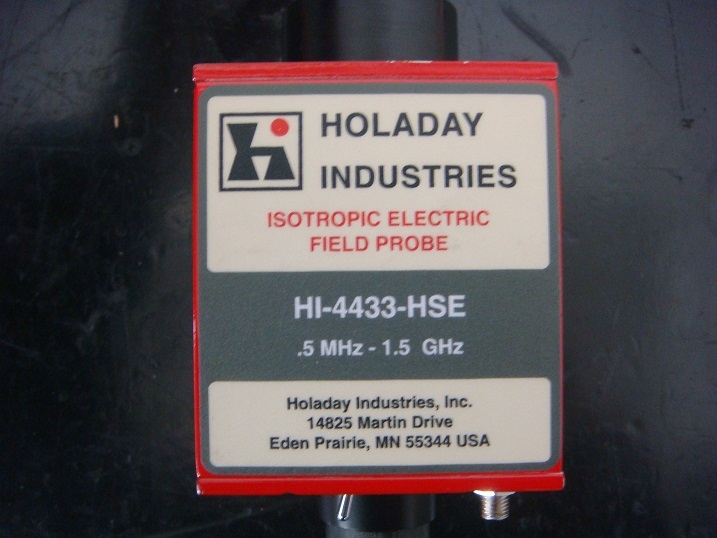 HOLADAY
INDUSTRIES
ISOTROPIC ELECTRIC
FIELD PROBE
HI-4433-HSE
.5 MHz - 1.5 GHz
Holaday Industries, Inc.
14825 Martin Drive
Eden Prairie, MN 55344 USA